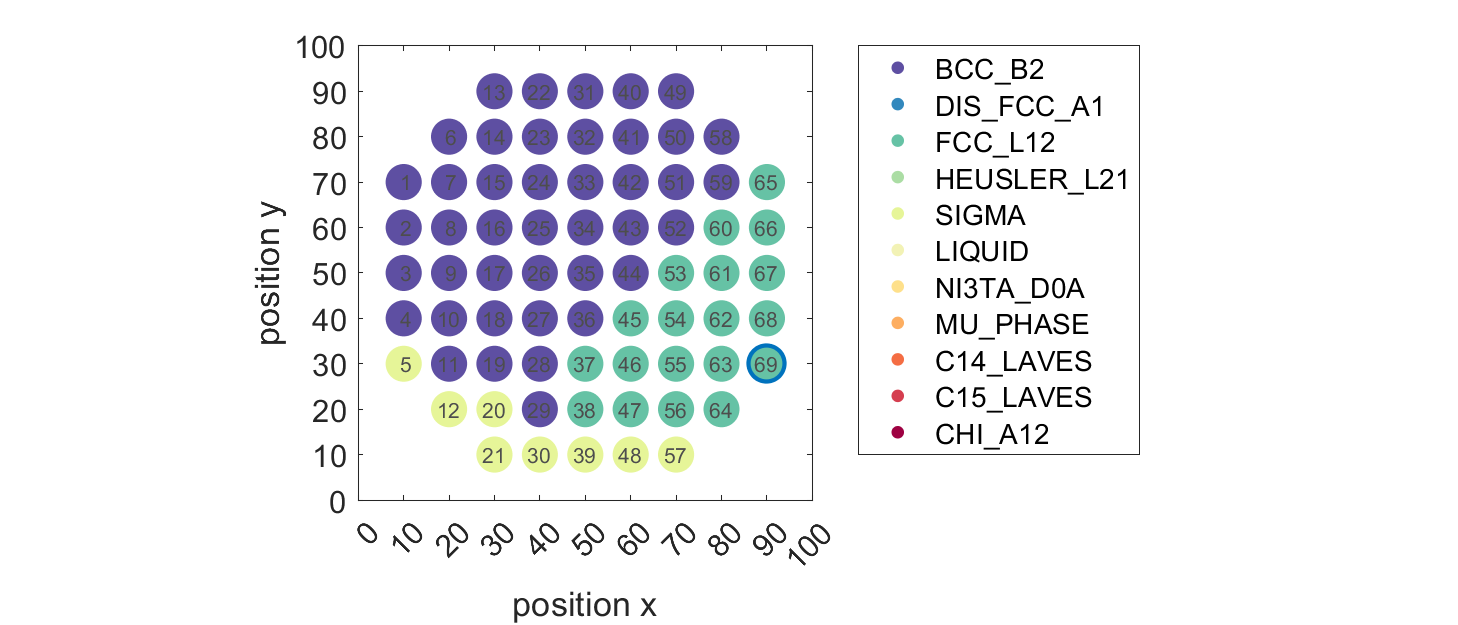 100
90
80
70
60
50
40
30
20
10
0
position y
13 22 31 40 49
6 14 23 32 41 50 58
1 7 15 24 33 42 51 59 65
2 8 16 25 34 43 52 60 66
3 9 17 26 35 44 53 61 67
4 10 18 27 36 45 54 62 68
5 11 19 28 37 46 55 63 69
12 20 29 38 47 56 64
21 30 39 48 57
0 10 20 30 40 50 60 70 80 90 100
position x
BCC_B2
DIS_FCC_A1
FCC_L12
HEUSLER_L21
SIGMA
LIQUID
NI3TA_D0A
MU_PHASE
C14_LAVES
C15_LAVES
CHI_A12